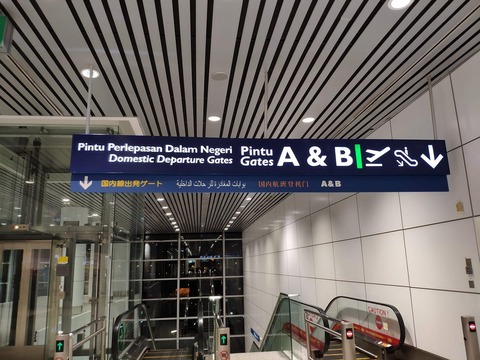 Pintu Perlepasan Dalam Negeri
Domestic Departure Gates
Pintu
Gates
A & B
国内線出発ゲート بوابات المغادرة للرحلات الداخلية 国内航班登机门 A&B